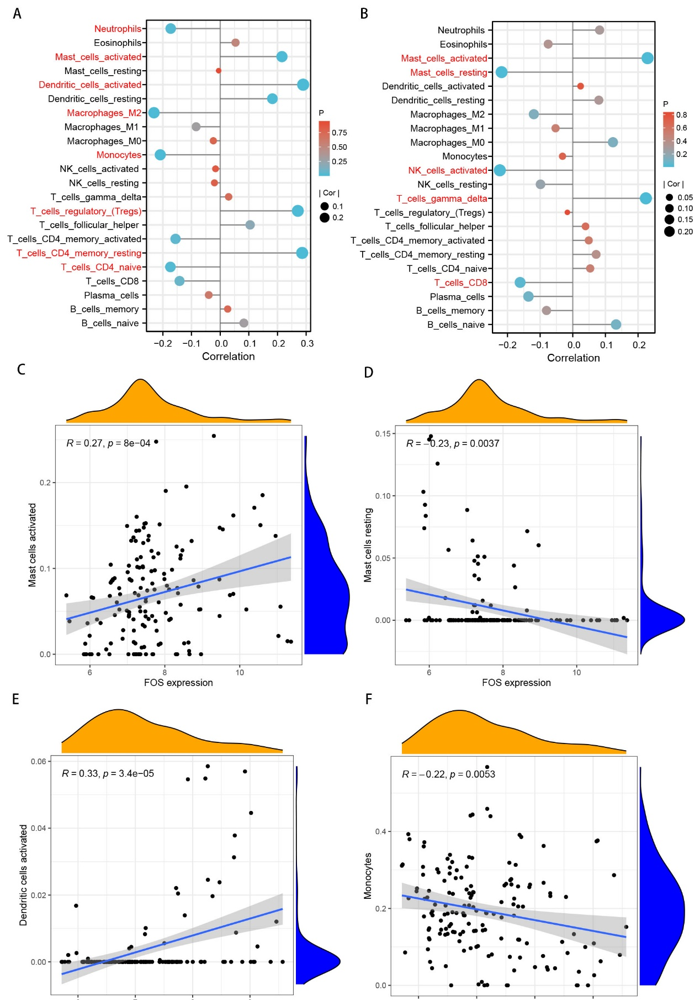 A
Neutrophils
Eosinophils
Mast_cells_activated
Mast_cells_resting
Dendritic_cells_activated
Dendritic_cells_resting
Macrophages_M2
Macrophages_M1
Macrophages_M0
Monocytes
NK_cells_activated
NK_cells_resting
T_cells_gamma_delta
T_cells_regulatory_(Tregs)
T_cells_follicular_helper
T_cells_CD4_memory_activated
T_cells_CD4_memory_resting
T_cells_CD4_naive
T_cells_CD8
Plasma_cells
B_cells_memory
B_cells_naive
−0.2 −0.1 0.0 0.1 0.2 0.3
Correlation
P
0.75
0.50
0.25
| Cor |
0.1
0.2
B
Neutrophils
Eosinophils
Mast_cells_activated
Mast_cells_resting
Dendritic_cells_activated
Dendritic_cells_resting
Macrophages_M2
Macrophages_M1
Macrophages_M0
Monocytes
NK_cells_activated
NK_cells_resting
T_cells_gamma_delta
T_cells_regulatory_(Tregs)
T_cells_follicular_helper
T_cells_CD4_memory_activated
T_cells_CD4_memory_resting
T_cells_CD4_naive
T_cells_CD8
Plasma_cells
B_cells_memory
B_cells_naive
−0.2 −0.1 0.0 0.1 0.2
Correlation
P
0.8
0.6
0.4
0.2
| Cor |
0.05
0.10
0.15
0.20
C
R = 0.27, p = 8e−04
Mast cells activated
0.2
0.1
0.0
6 8 10
FOS expression
D
R = −0.23, p = 0.0037
Mast cells resting
0.15
0.10
0.05
0.00
6 8 10
FOS expression
E
R = 0.33, p = 3.4e−05
Dendritic cells activated
0.06
0.04
0.02
0.00
F
R = −0.22, p = 0.0053
Monocytes
0.4
0.2
0.0